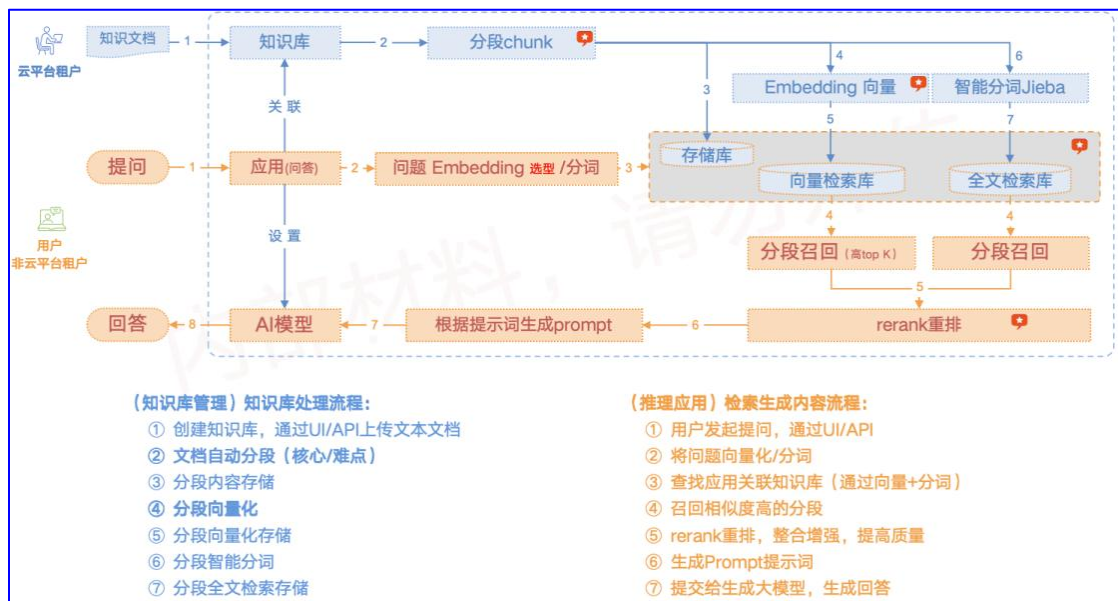 知识文档
1
知识库
2
分段chunk
云平台租户
4
6
3
Embedding 向量
智能分词Jieba
关 联
5
7
提问
1
应用(问答)
2
问题 Embedding 选型 /分词
3
存储库
向量检索库
全文检索库
用户
非云平台租户
设 置
4
4
分段召回（高top K）
分段召回
5
回答
8
AI模型
7
根据提示词生成prompt
6
rerank重排
内部材料，请勿
（知识库管理）知识库处理流程：
① 创建知识库，通过UI/API上传文本文档
② 文档自动分段（核心/难点）
③ 分段内容存储
④ 分段向量化
⑤ 分段向量化存储
⑥ 分段智能分词
⑦ 分段全文检索存储
（推理应用）检索生成内容流程：
① 用户发起提问，通过UI/API
② 将问题向量化/分词
③ 查找应用关联知识库（通过向量+分词）
④ 召回相似度高的分段
⑤ rerank重排，整合增强，提高质量
⑥ 生成Prompt提示词
⑦ 提交给生成大模型，生成回答